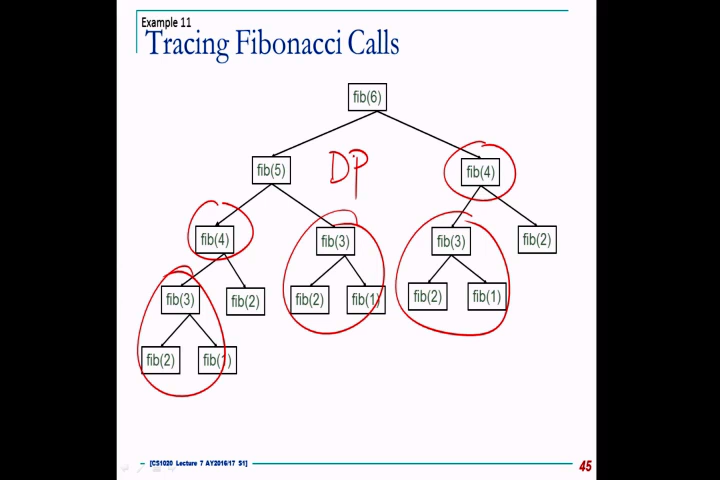 Example 11
Tracing Fibonacci Calls
fib(6)
fib(5)
DP
fib(4)
fib(4)
fib(3)
fib(3)
fib(2)
fib(3)
fib(2)
fib(2)
fib(1)
fib(2)
fib(1)
fib(2)
fib(1)
[CS1020 Lecture 7 AY2016/17 S1]
45